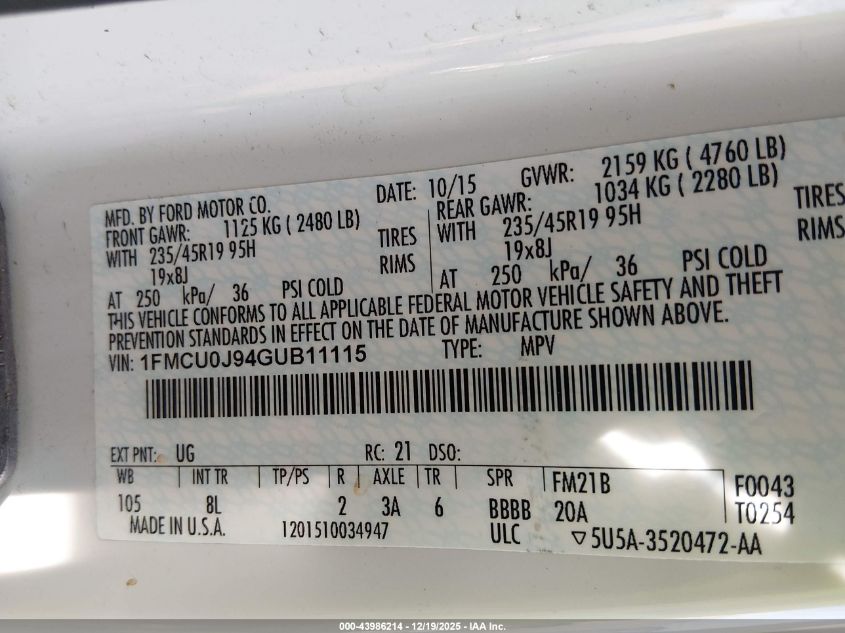 MFD. BY FORD MOTOR CO. DATE: 10/15 GVWR: 2159 KG ( 4760 LB)
FRONT GAWR: 1125 KG ( 2480 LB) REAR GAWR: 1034 KG ( 2280 LB)
WITH 235/45R19 95H TIRES WITH 235/45R19 95H TIRES
19x8J RIMS 19x8J RIMS
AT 250 kPa/ 36 PSI COLD AT 250 kPa/ 36 PSI COLD
THIS VEHICLE CONFORMS TO ALL APPLICABLE FEDERAL MOTOR VEHICLE SAFETY AND THEFT
PREVENTION STANDARDS IN EFFECT ON THE DATE OF MANUFACTURE SHOWN ABOVE.
VIN: 1FMCU0J94GUB11115 TYPE: MPV
EXT PNT: UG RC: 21 DSO:
WB INT TR TP/PS R AXLE TR SPR FM21B F0043
105 8L 2 3A 6 BBBB 20A T0254
MADE IN U.S.A. 1201510034947 ULC ▽5U5A-3520472-AA
000-43986214 - 12/19/2025 - IAA Inc.